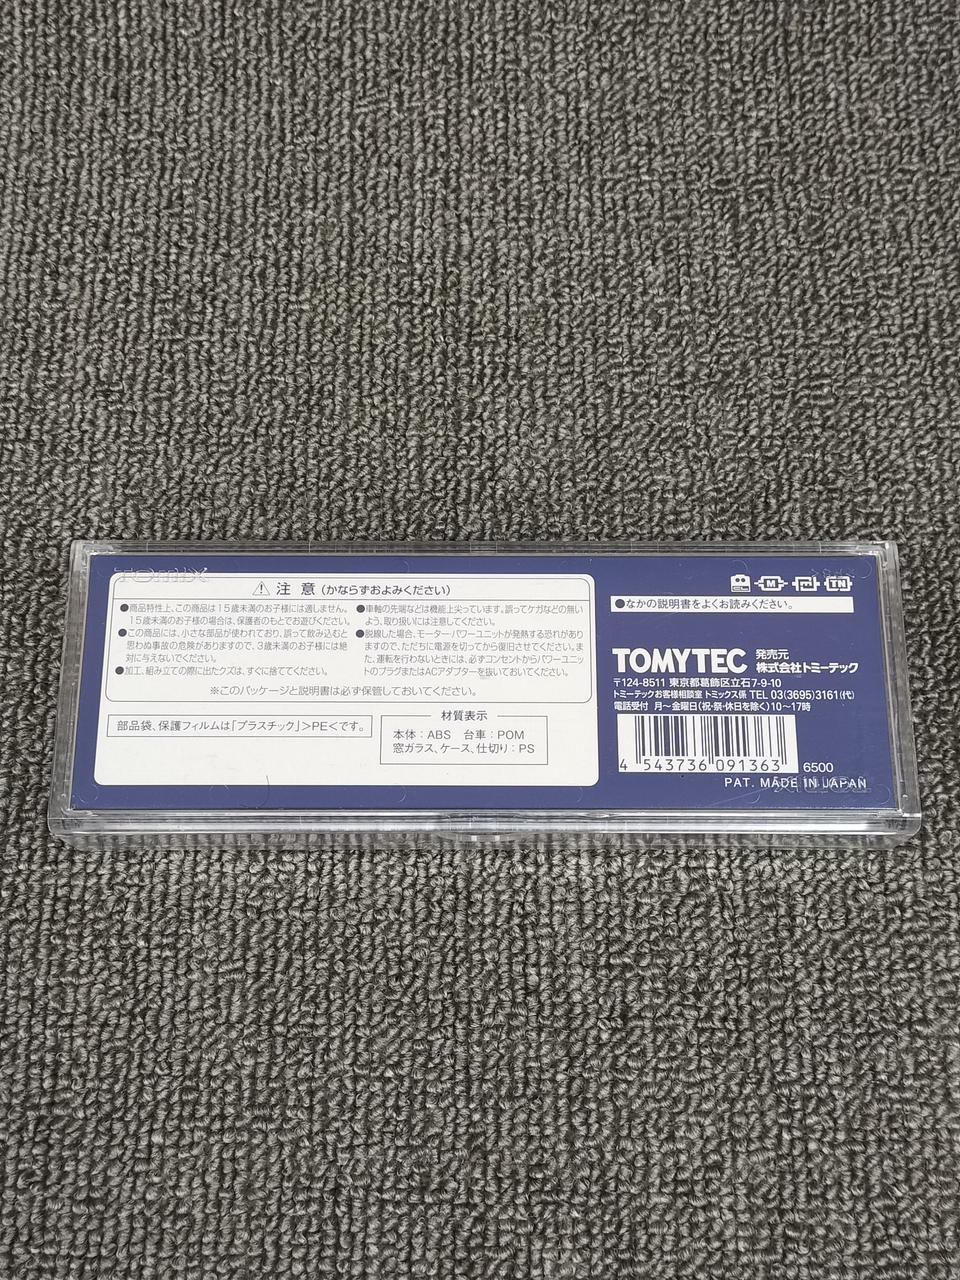 TOMIX
⚠ 注 意 (かならずおよみください)
●商品特性上、この商品は15歳未満のお子様には適しません。
15歳未満のお子様の場合は、保護者のもとでお遊びください。
●この商品には、小さな部品が使われており、誤って飲み込むと
思わぬ事故の危険がありますので、3歳未満のお子様には絶
対に与えないでください。
●加工、組み立ての際に出たクズは、すぐに捨ててください。
●車輪の先端などは機能上尖っています。誤ってケガなどの無い
よう、取り扱いには注意してください。
●脱線した場合、モーター・パワーユニットが発熱する恐れがあり
ますので、ただちに電源を切ってから復旧させてください。ま
た、運転を行わないときには、必ずコンセントからパワーユニッ
トのプラグまたはACアダプターを抜いておいてください。
※このパッケージと説明書は必ず保管しておいてください。
部品袋、保護フィルムは「プラスチック」>PE<です。
材質表示
本体:ABS 台車:POM
窓ガラス、ケース、仕切り:PS
CL M TN
●なかの説明書をよくお読みください。
TOMYTEC 発売元 株式会社トミーテック
〒124-8511 東京都葛飾区立石7-9-10
トミーテックお客様相談室 トミックス係 TEL 03(3695)3161(代)
電話受付 月〜金曜日(祝・祭・休日を除く)10〜17時
4 543736 091363
6500
PAT. MADE IN JAPAN
TOMIX